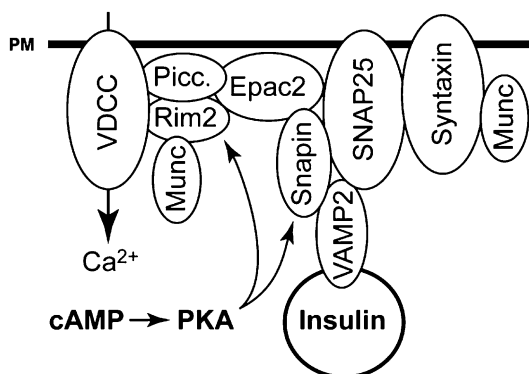 PM
VDCC
Picc.
Rim2
Munc
Epac2
Snapin
SNAP25
VAMP2
Syntaxin
Munc
Ca²⁺
cAMP
PKA
Insulin